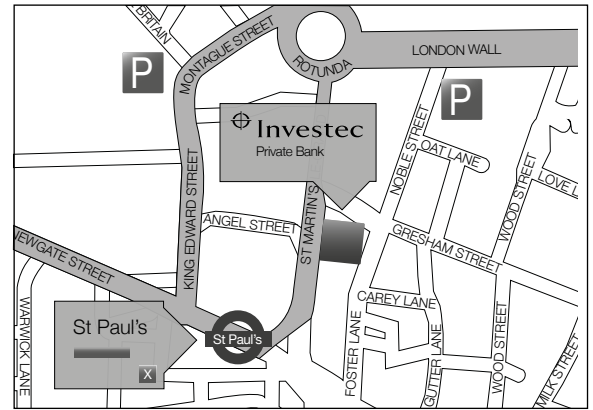 BRITAIN
MONTAGUE STREET
ROTUNDA
LONDON WALL
P
P
Investec
Private Bank
NOBLE STREET
OAT LANE
WOOD STREET
LOVE L
KING EDWARD STREET
ANGEL STREET
ST MARTIN'S
GRESHAM STREET
NEWGATE STREET
WARWICK LANE
St Paul's
X
St Paul's
CAREY LANE
FOSTER LANE
GUTTER LANE
WOOD STREET
MILK STREET